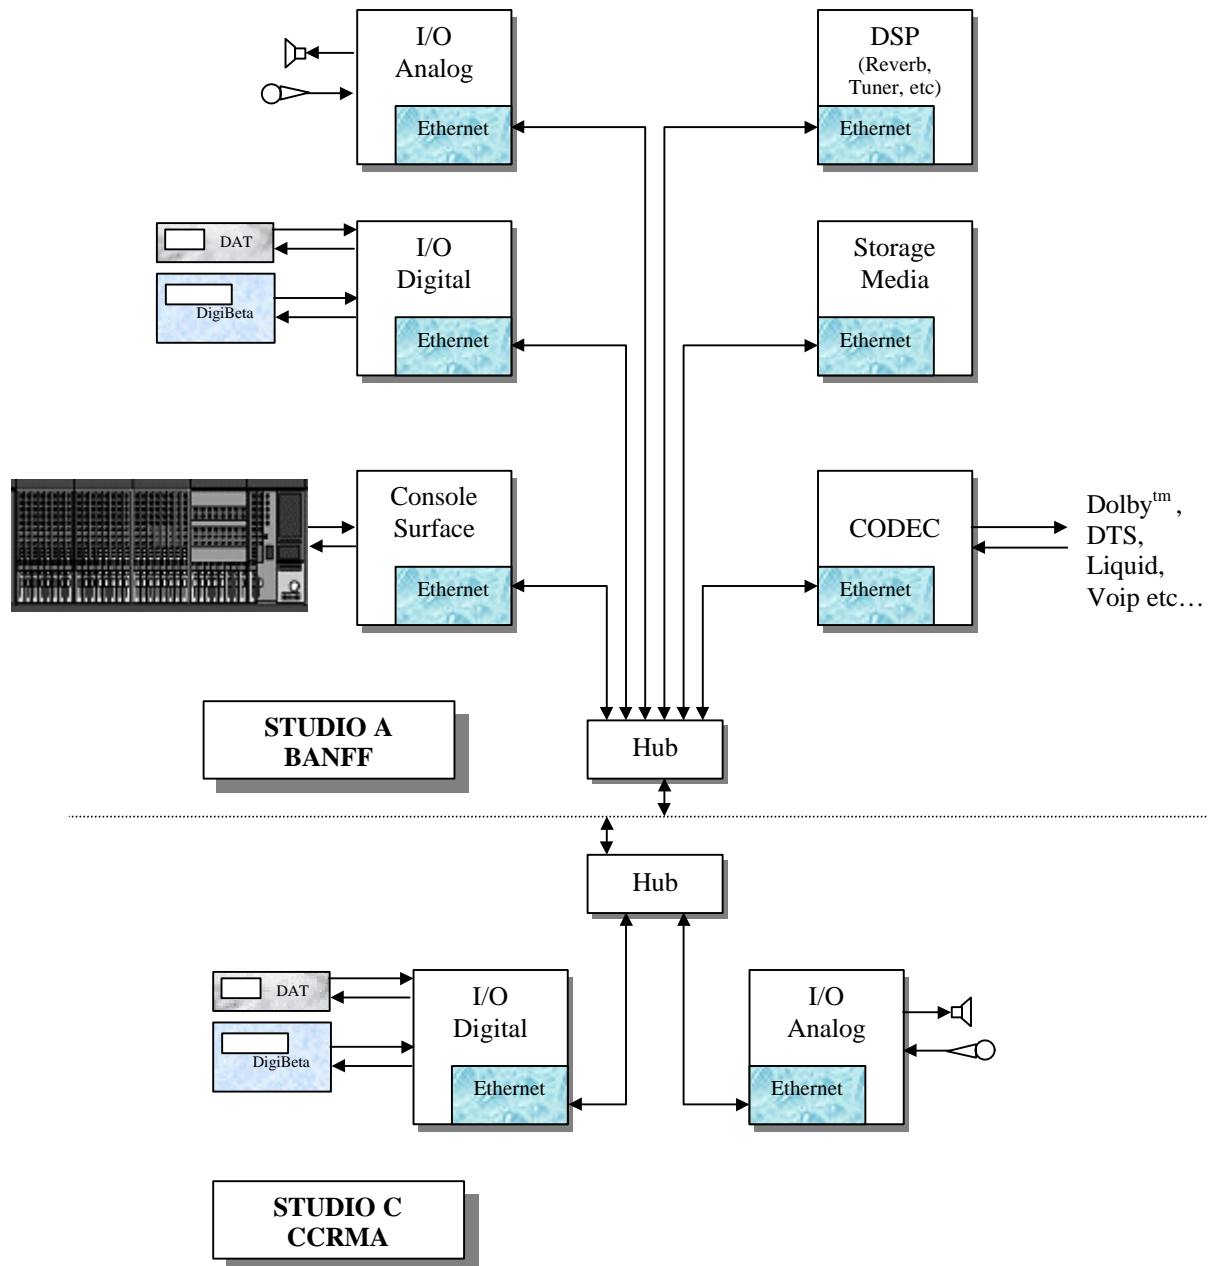 I/O
Analog
Ethernet
DSP
(Reverb,
Tuner, etc)
Ethernet
DAT
DigiBeta
I/O
Digital
Ethernet
Storage
Media
Ethernet
Console
Surface
Ethernet
CODEC
Ethernet
Dolbytm ,
DTS,
Liquid,
Voip etc…
STUDIO A
BANFF
Hub
Hub
DAT
DigiBeta
I/O
Digital
Ethernet
I/O
Analog
Ethernet
STUDIO C
CCRMA